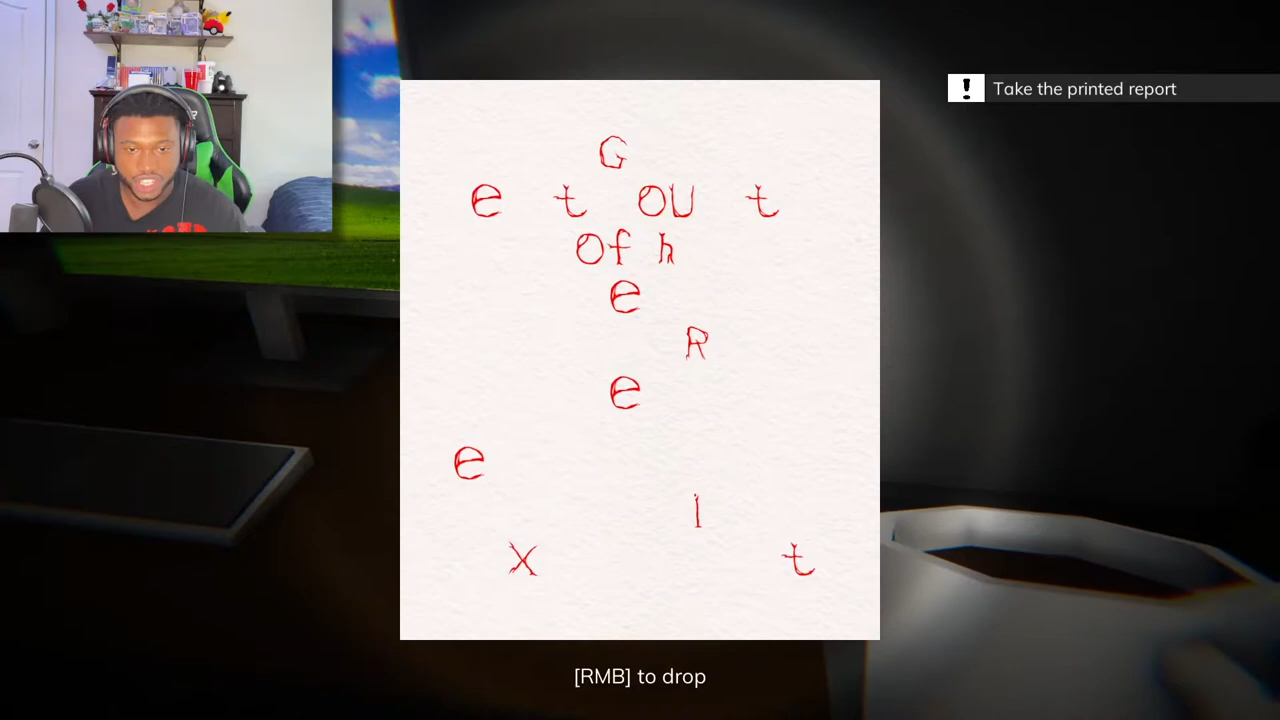 Take the printed report
G
e t OU t
Of h
e
R
e
e
I
X t
[RMB] to drop